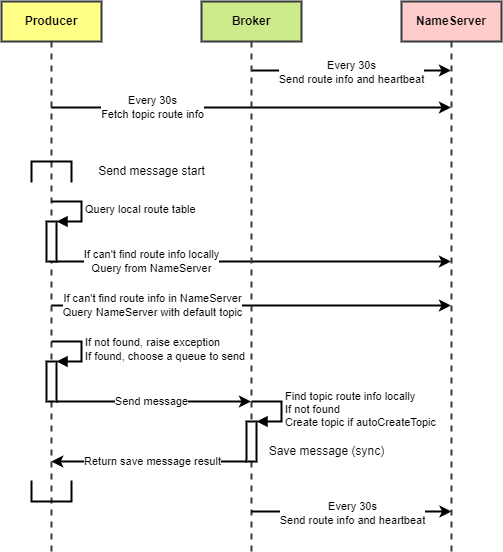 Producer
Broker
NameServer
Every 30s
Send route info and heartbeat
Every 30s
Fetch topic route info
Send message start
Query local route table
If can't find route info locally
Query from NameServer
If can't find route info in NameServer
Query NameServer with default topic
If not found, raise exception
If found, choose a queue to send
Send message
Find topic route info locally
If not found
Create topic if autoCreateTopic
Save message (sync)
Return save message result
Every 30s
Send route info and heartbeat